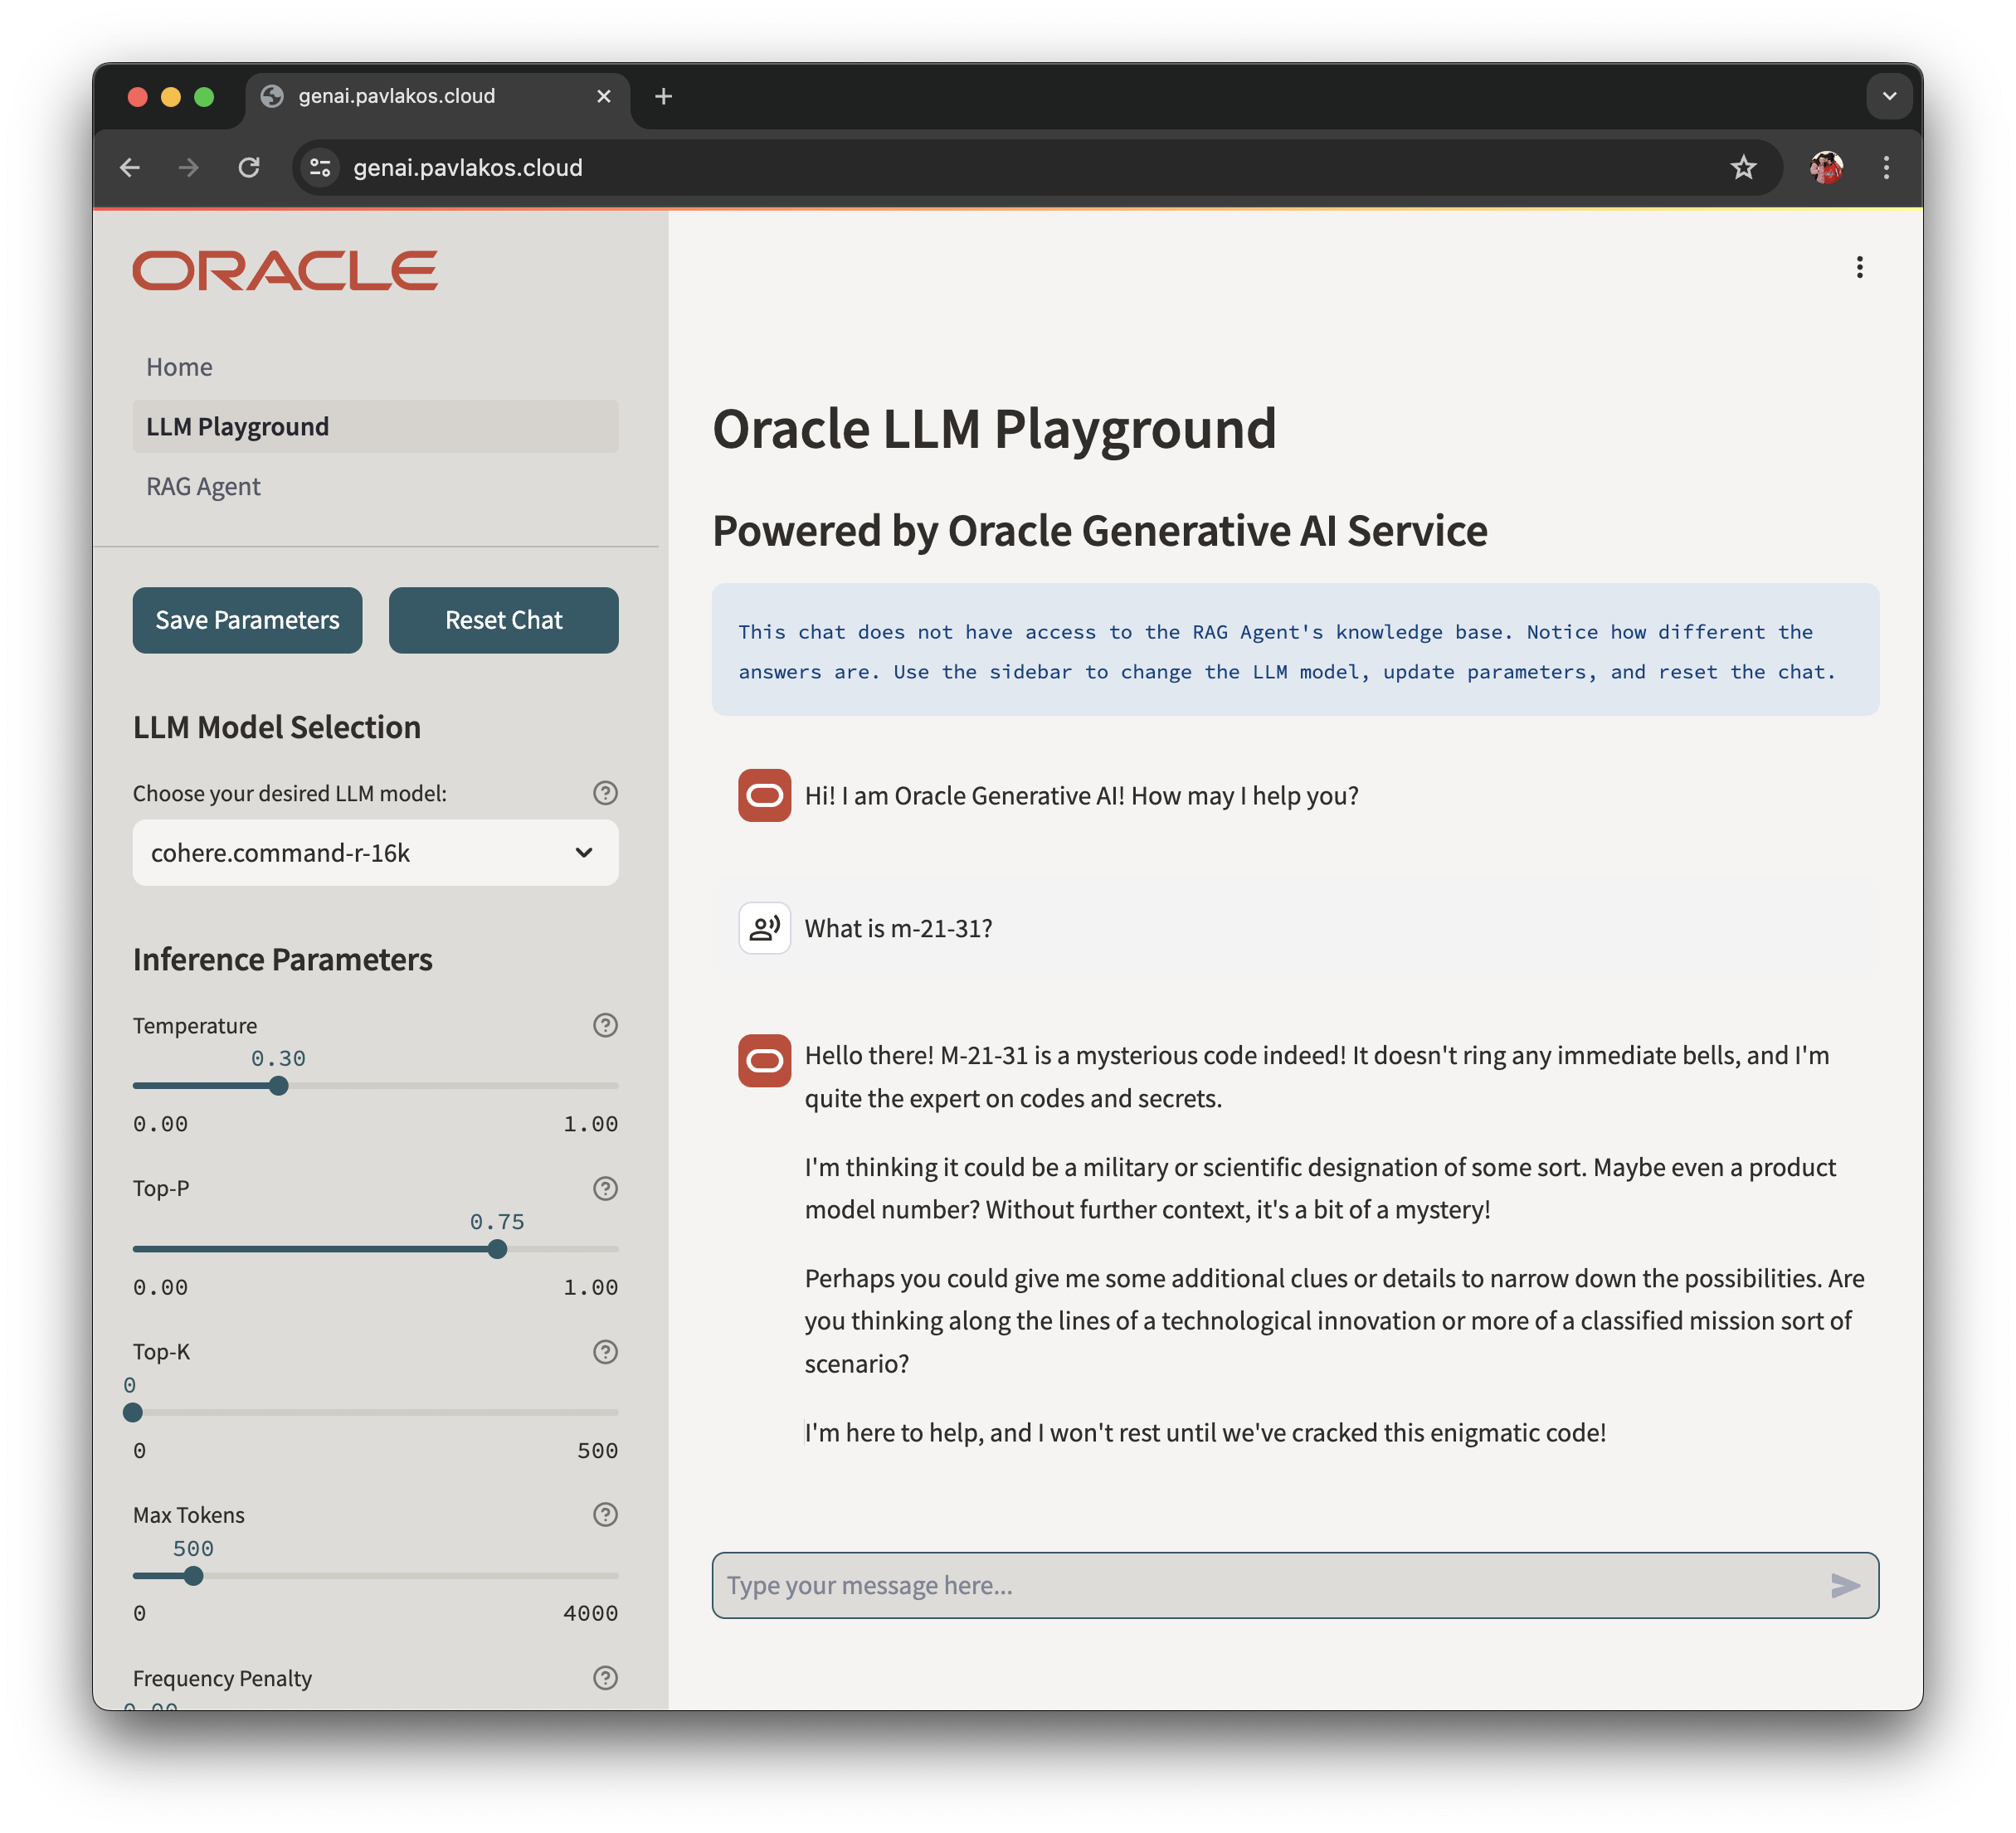 genai.pavlakos.cloud
genai.pavlakos.cloud
ORACLE
Home
LLM Playground
RAG Agent
Save Parameters
Reset Chat
LLM Model Selection
Choose your desired LLM model:
cohere.command-r-16k
Inference Parameters
Temperature
0.30
0.00
1.00
Top-P
0.75
0.00
1.00
Top-K
0
0
500
Max Tokens
500
0
4000
Frequency Penalty
0.00
Oracle LLM Playground
Powered by Oracle Generative AI Service
This chat does not have access to the RAG Agent's knowledge base. Notice how different the
answers are. Use the sidebar to change the LLM model, update parameters, and reset the chat.
Hi! I am Oracle Generative AI! How may I help you?
What is m-21-31?
Hello there! M-21-31 is a mysterious code indeed! It doesn't ring any immediate bells, and I'm
quite the expert on codes and secrets.
I'm thinking it could be a military or scientific designation of some sort. Maybe even a product
model number? Without further context, it's a bit of a mystery!
Perhaps you could give me some additional clues or details to narrow down the possibilities. Are
you thinking along the lines of a technological innovation or more of a classified mission sort of
scenario?
I'm here to help, and I won't rest until we've cracked this enigmatic code!
Type your message here...